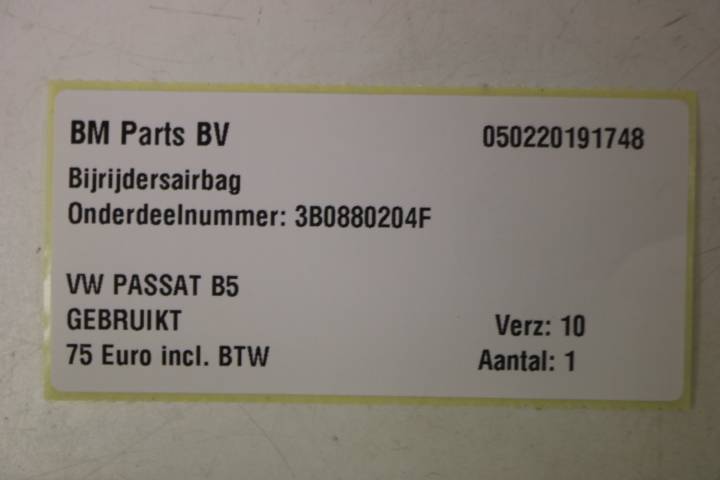 BM Parts BV 050220191748
Bijrijdersairbag
Onderdeelnummer: 3B0880204F
VW PASSAT B5
GEBRUIKT Verz: 10
75 Euro incl. BTW Aantal: 1